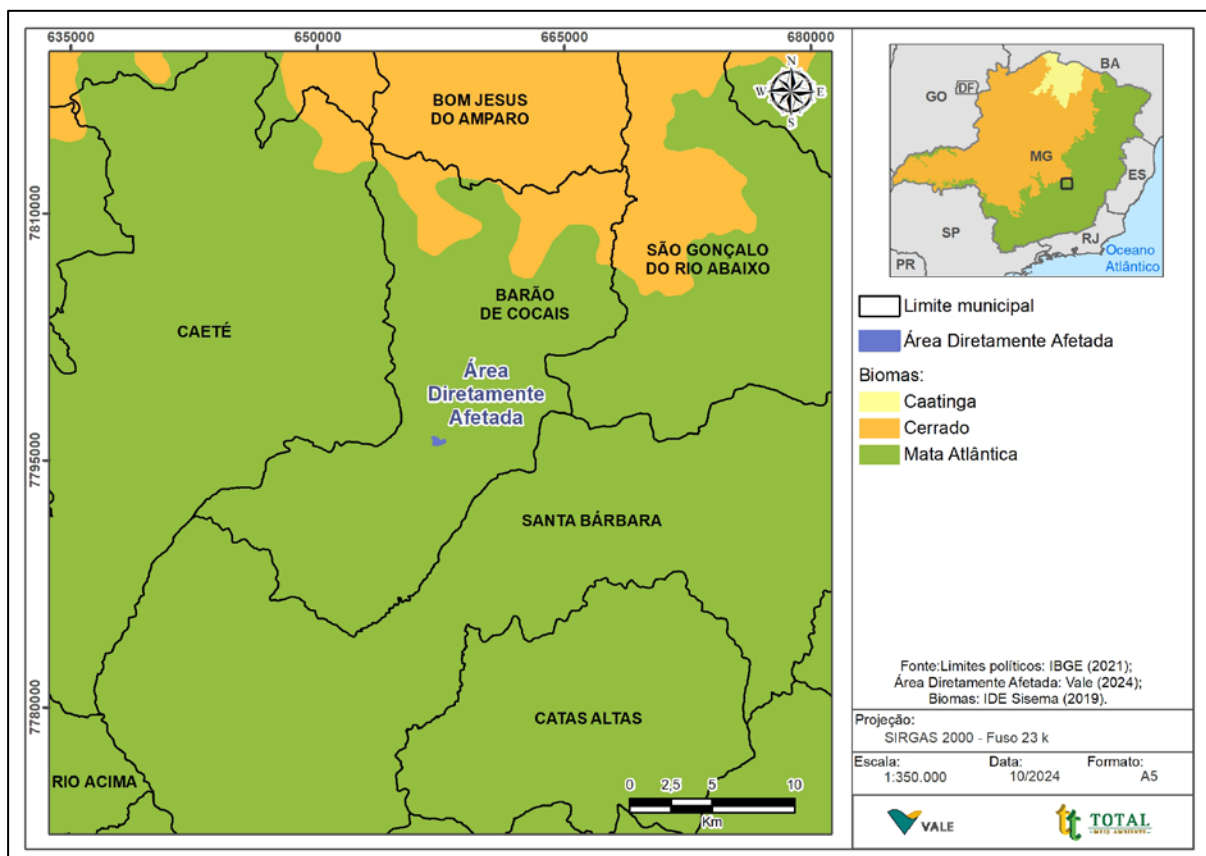 635000
650000
665000
680000
7810000
7795000
7780000
N
W
E
S
BOM JESUS
DO AMPARO
SÃO GONÇALO
DO RIO ABAIXO
BARÃO
DE COCAIS
CAETÉ
Área
Diretamente
Afetada
SANTA BÁRBARA
CATAS ALTAS
RIO ACIMA
0 2,5 5 10
Km
BA
GO
DF
MG
ES
SP
RJ
PR
Oceano
Atlântico
Limite municipal
Área Diretamente Afetada
Biomas:
Caatinga
Cerrado
Mata Atlântica
Fonte:Limites políticos: IBGE (2021);
Área Diretamente Afetada: Vale (2024);
Biomas: IDE Sisema (2019).
Projeção:
SIRGAS 2000 - Fuso 23 k
Escala: Data: Formato:
1:350.000 10/2024 A5
VALE
tt TOTAL
MEIO AMBIENTE